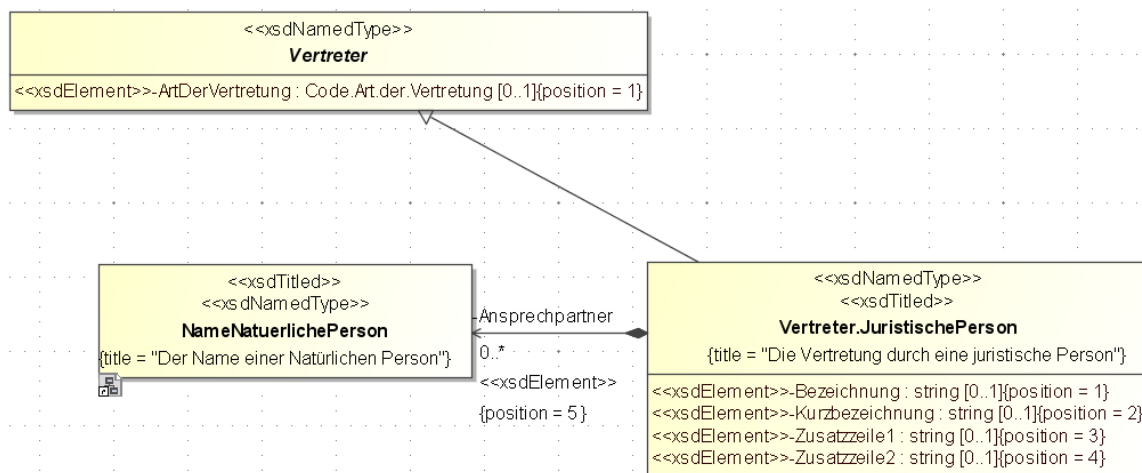 <<xsdNamedType>>
Vertreter
<<xsdElement>>-ArtDerVertretung : Code.Art.der.Vertretung [0..1]{position = 1}
<<xsdTitled>>
<<xsdNamedType>>
NameNatuerlichePerson
{title = "Der Name einer Natürlichen Person"}
-Ansprechpartner
0..*
<<xsdElement>>
{position = 5}
<<xsdNamedType>>
<<xsdTitled>>
Vertreter.JuristischePerson
{title = "Die Vertretung durch eine juristische Person"}
<<xsdElement>>-Bezeichnung : string [0..1]{position = 1}
<<xsdElement>>-Kurzbezeichnung : string [0..1]{position = 2}
<<xsdElement>>-Zusatzzeile1 : string [0..1]{position = 3}
<<xsdElement>>-Zusatzzeile2 : string [0..1]{position = 4}